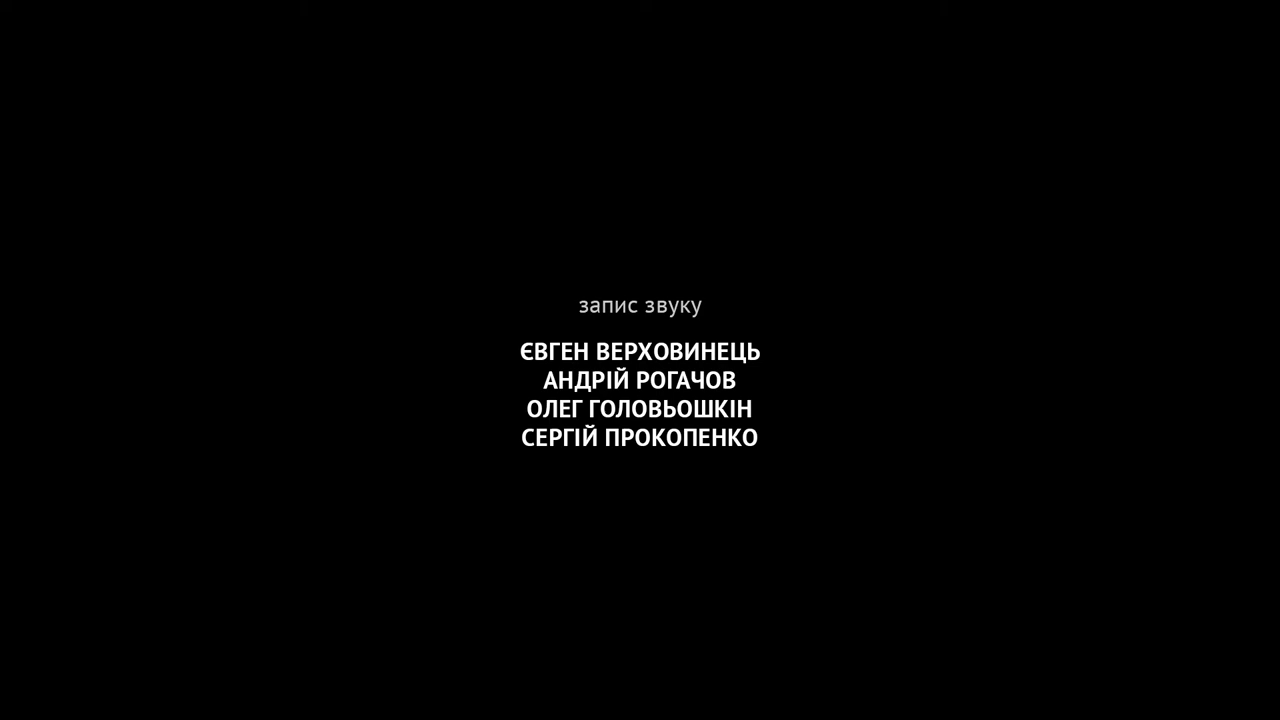 запис звуку
ЄВГЕН ВЕРХОВИНЕЦЬ
АНДРІЙ РОГАЧОВ
ОЛЕГ ГОЛОВЬОШКІН
СЕРГІЙ ПРОКОПЕНКО